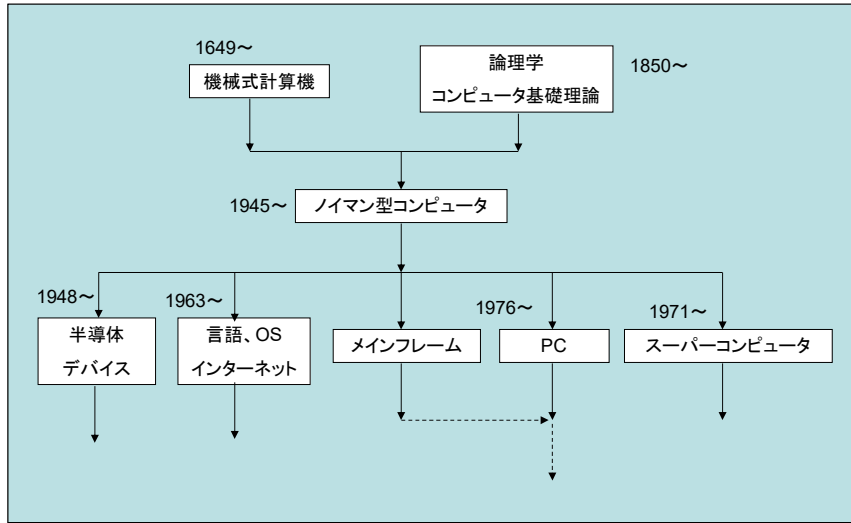 1649～
機械式計算機
論理学
コンピュータ基礎理論
1850～
1945～
ノイマン型コンピュータ
1948～
半導体
デバイス
1963～
言語、OS
インターネット
メインフレーム
1976～
PC
1971～
スーパーコンピュータ